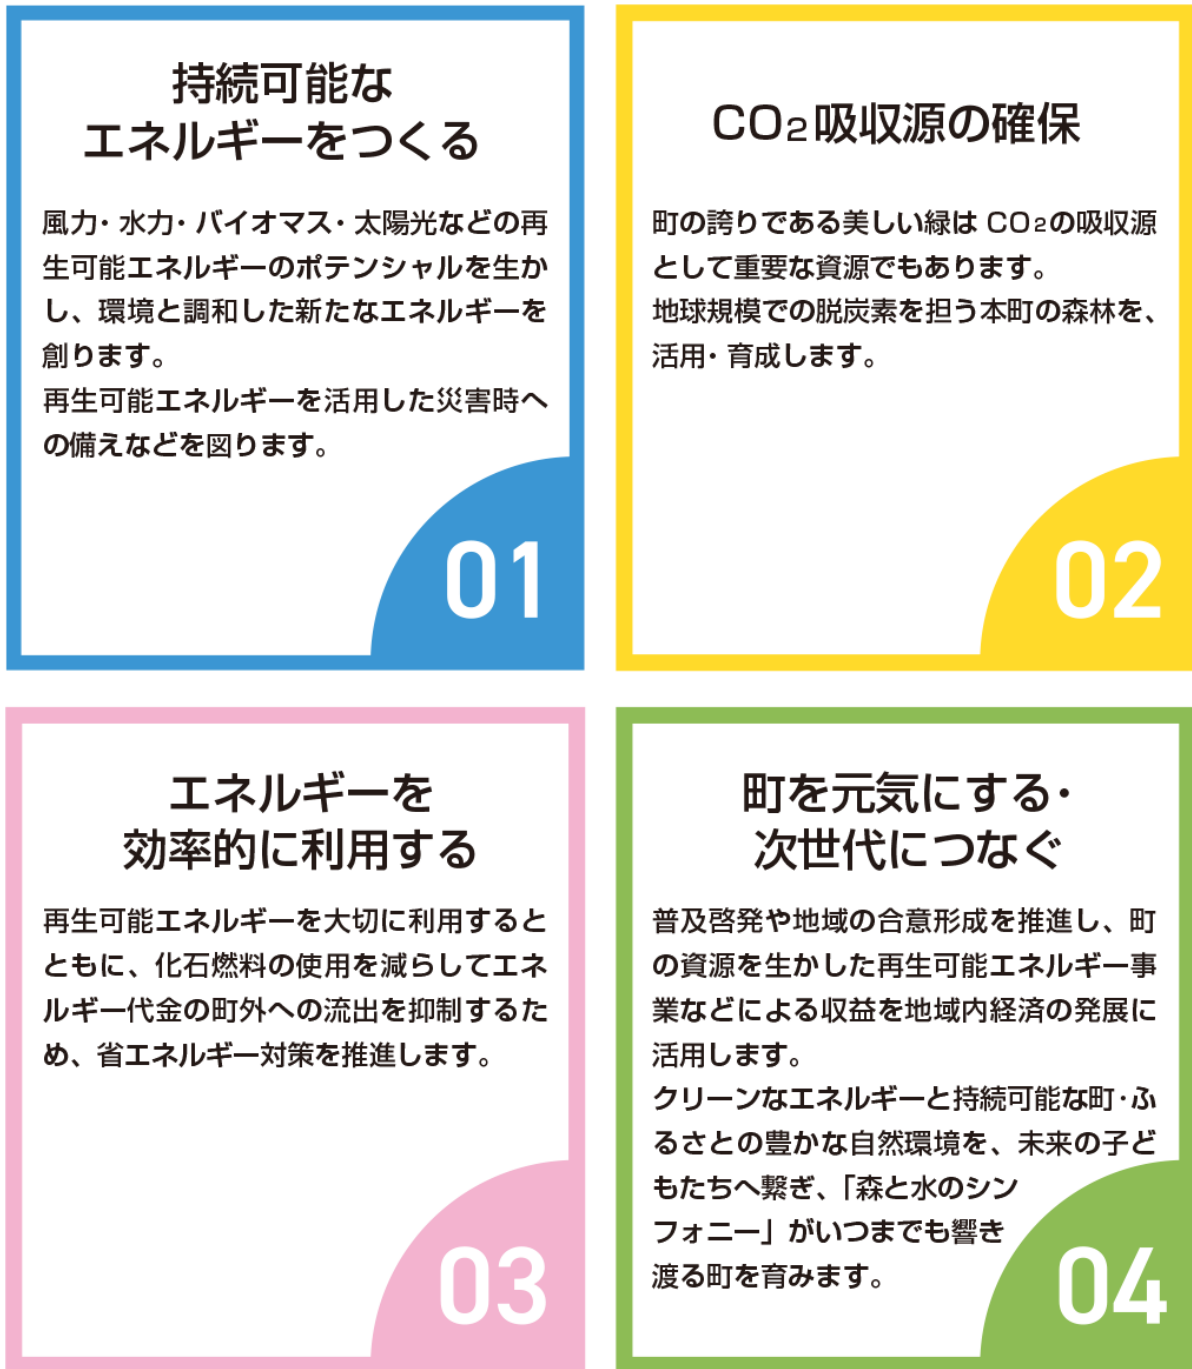 持続可能な
エネルギーをつくる
風力・水力・バイオマス・太陽光などの再
生可能エネルギーのポテンシャルを生か
し、環境と調和した新たなエネルギーを
創ります。
再生可能エネルギーを活用した災害時へ
の備えなどを図ります。
01
CO₂吸収源の確保
町の誇りである美しい緑は CO₂の吸収源
として重要な資源でもあります。
地球規模での脱炭素を担う本町の森林を、
活用・育成します。
02
エネルギーを
効率的に利用する
再生可能エネルギーを大切に利用すると
ともに、化石燃料の使用を減らしてエネ
ルギー代金の町外への流出を抑制するた
め、省エネルギー対策を推進します。
03
町を元気にする・
次世代につなぐ
普及啓発や地域の合意形成を推進し、町
の資源を生かした再生可能エネルギー事
業などによる収益を地域内経済の発展に
活用します。
クリーンなエネルギーと持続可能な町・ふ
るさとの豊かな自然環境を、未来の子ど
もたちへ繋ぎ、「森と水のシン
フォニー」がいつまでも響き
渡る町を育みます。
04